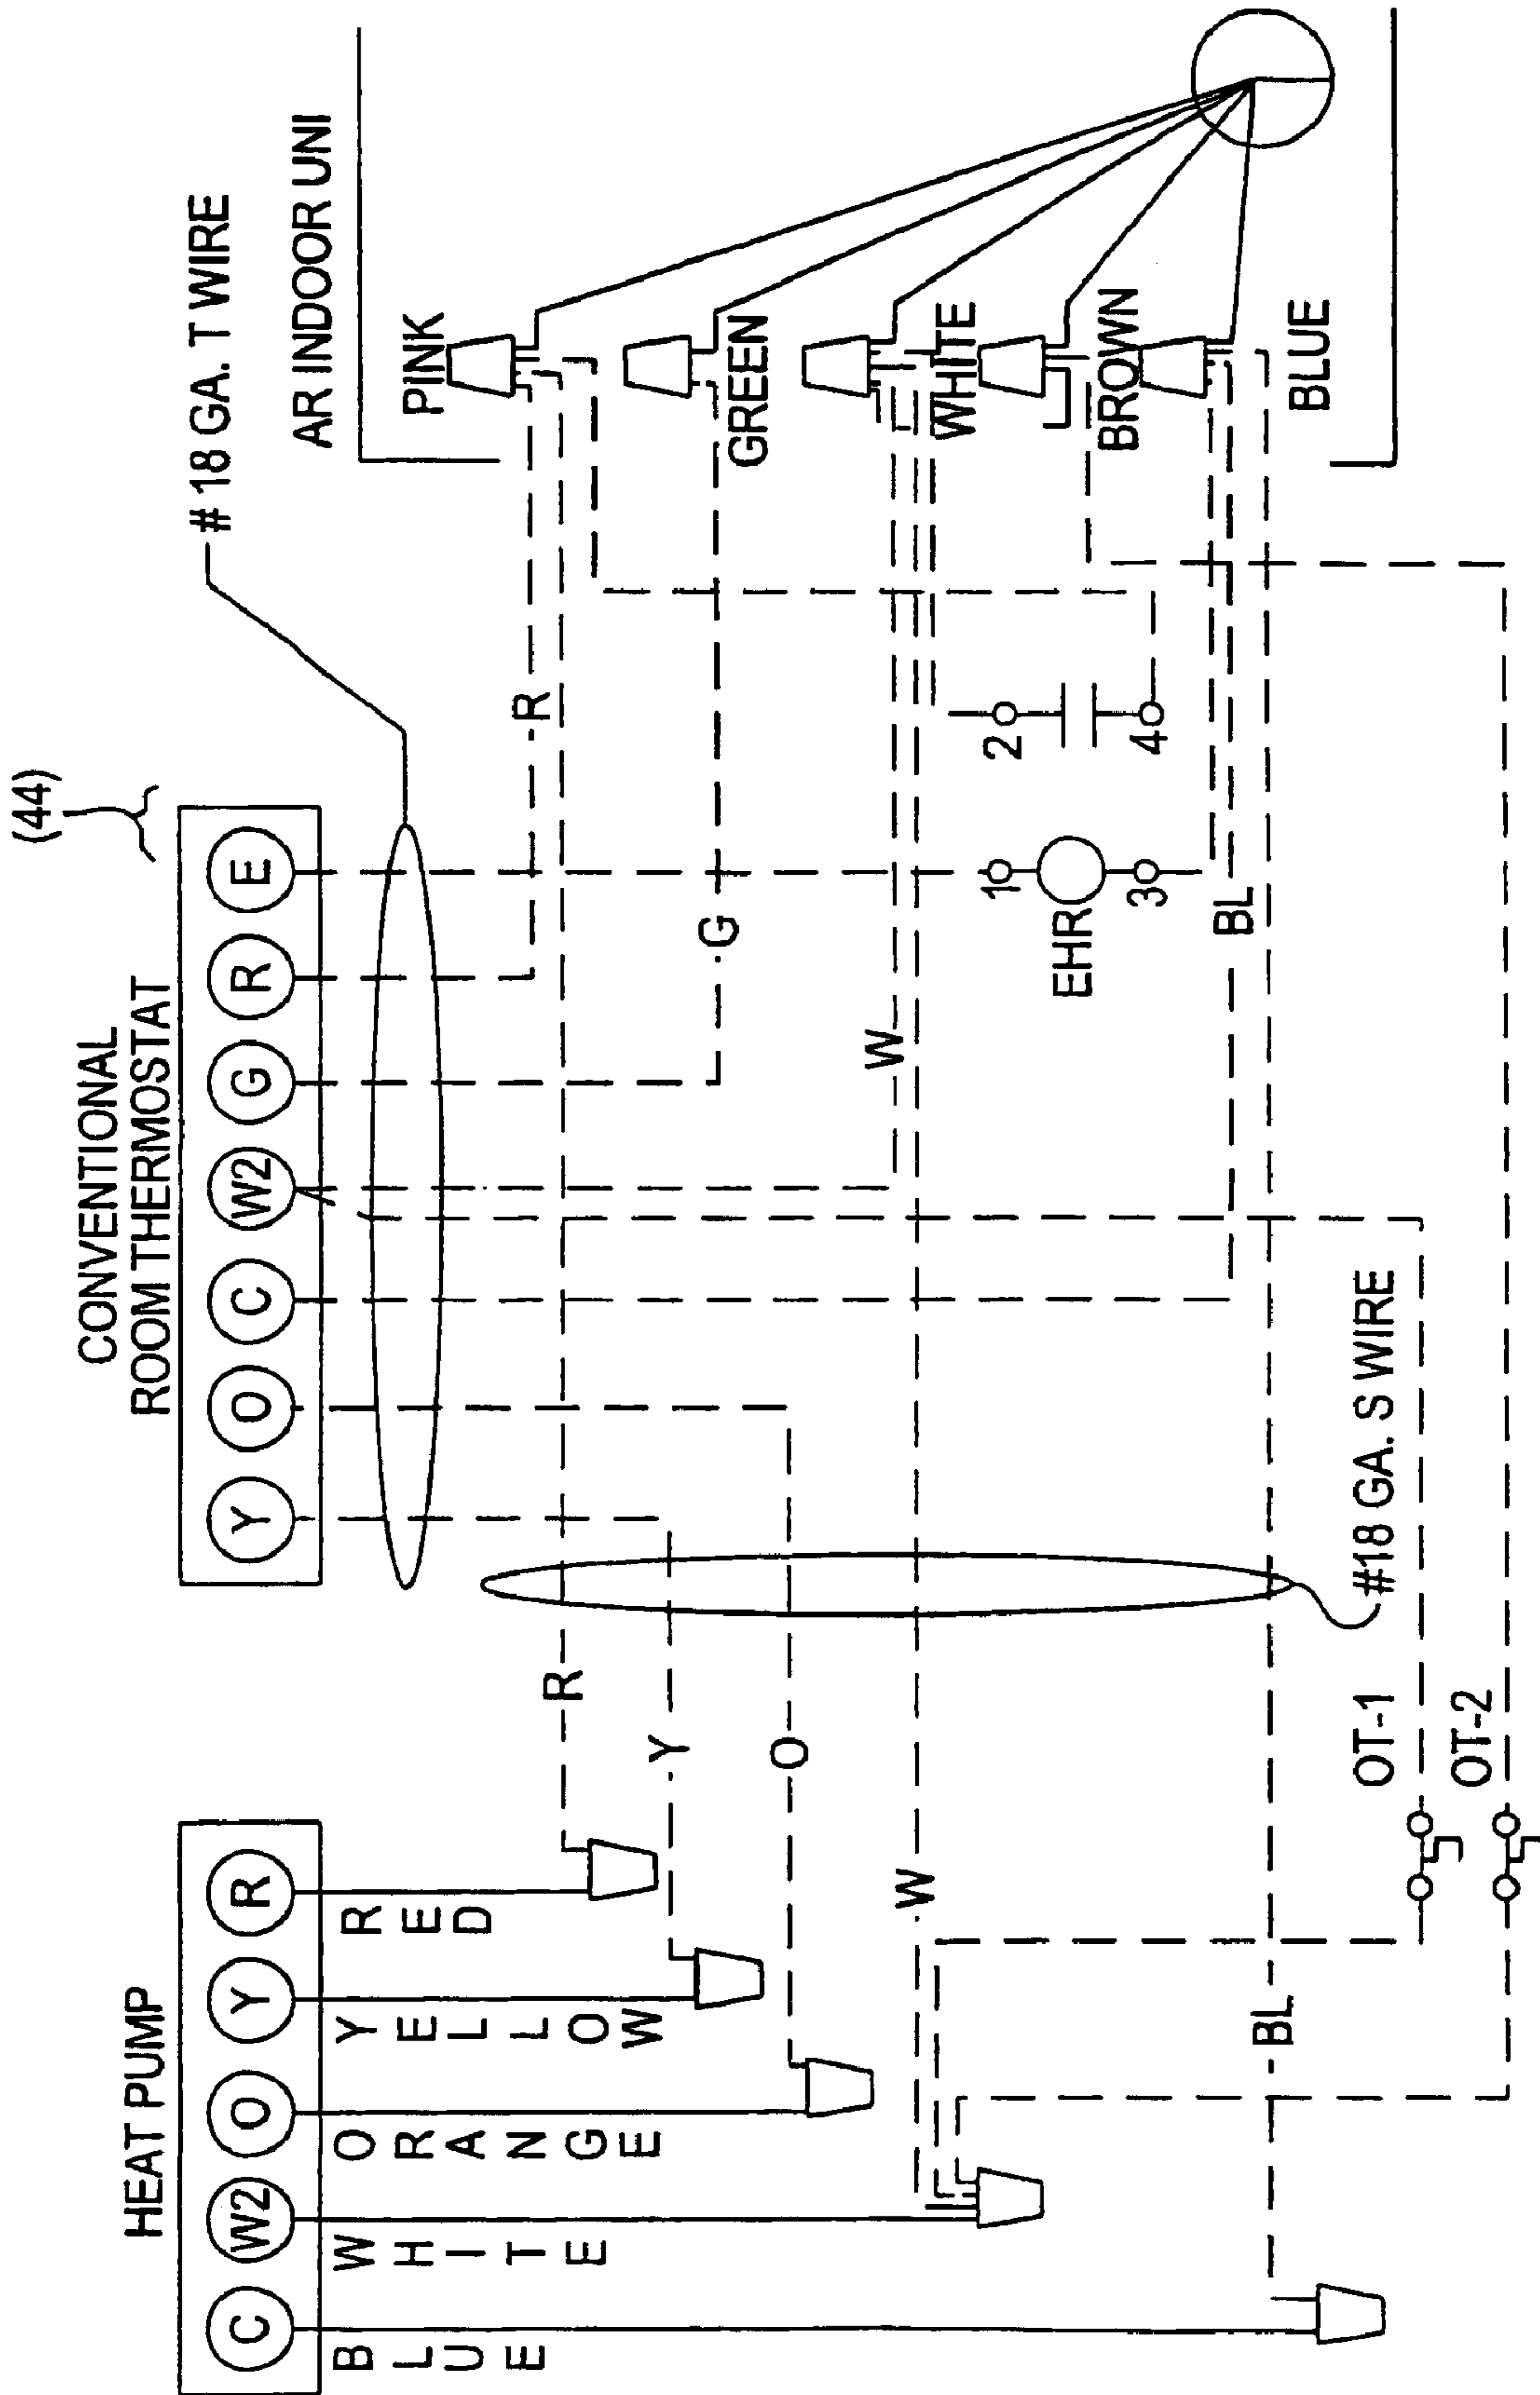 (44)
CONVENTIONAL
ROOM THERMOSTAT
Y O C W2 G R E
HEAT PUMP
C W2 O Y R
BLUE
WHITE
ORANGE
YELLOW
RED
# 18 GA. T WIRE
AR INDOOR UNI
PINK
GREEN
WHITE
BROWN
BLUE
R
R
Y
G
O
W
W
BL
BL
EHR
1
3
2
4
#18 GA. S WIRE
OT-1
OT-2